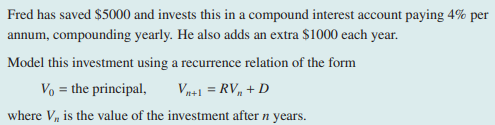 Fred has saved $5000 and invests this in a compound interest account paying 4% per
annum, compounding yearly. He also adds an extra $1000 each year.
Model this investment using a recurrence relation of the form
V₀ = the principal,    Vₙ₊₁ = RVₙ + D
where Vₙ is the value of the investment after n years.